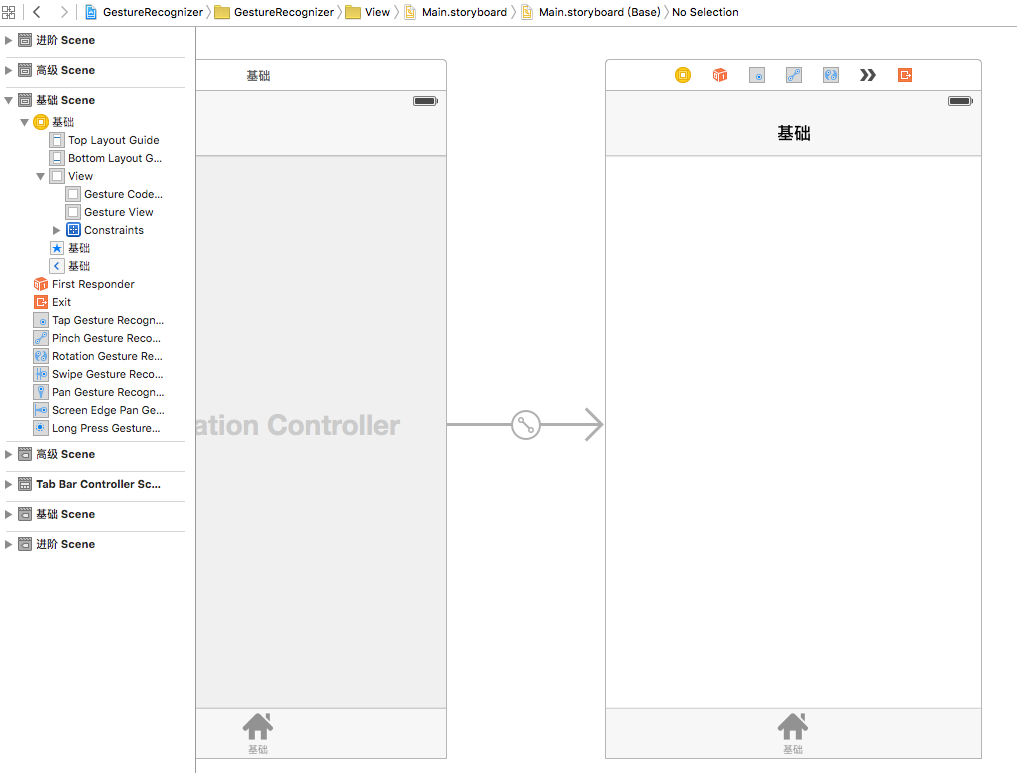 GestureRecognizer GestureRecognizer View Main.storyboard Main.storyboard (Base) No Selection
进阶 Scene
高级 Scene
基础 Scene
基础
Top Layout Guide
Bottom Layout G...
View
Gesture Code...
Gesture View
Constraints
基础
基础
First Responder
Exit
Tap Gesture Recogn...
Pinch Gesture Reco...
Rotation Gesture Re...
Swipe Gesture Reco...
Pan Gesture Recogn...
Screen Edge Pan Ge...
Long Press Gesture...
高级 Scene
Tab Bar Controller Sc...
基础 Scene
进阶 Scene
基础
ation Controller
基础
基础
基础